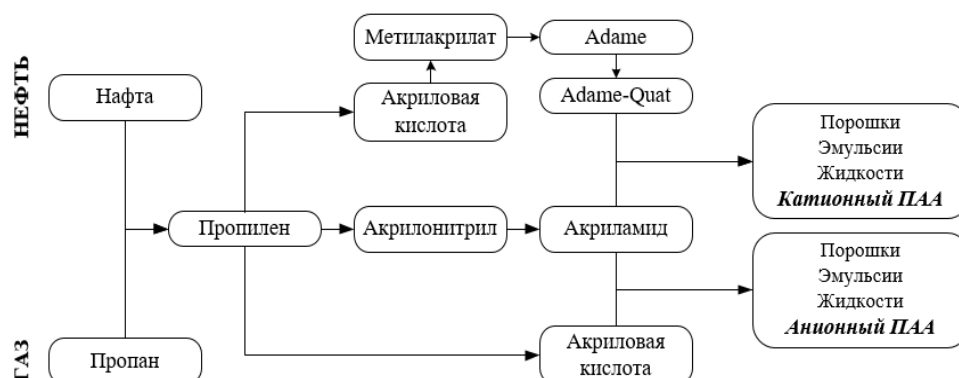 НЕФТЬ
Нафта
Метилакрилат
Adame
Акриловая
кислота
Adame-Quat
Порошки
Эмульсии
Жидкости
Катионный ПАА
Пропилен
Акрилонитрил
Акриламид
Порошки
Эмульсии
Жидкости
Анионный ПАА
ГАЗ
Пропан
Акриловая
кислота